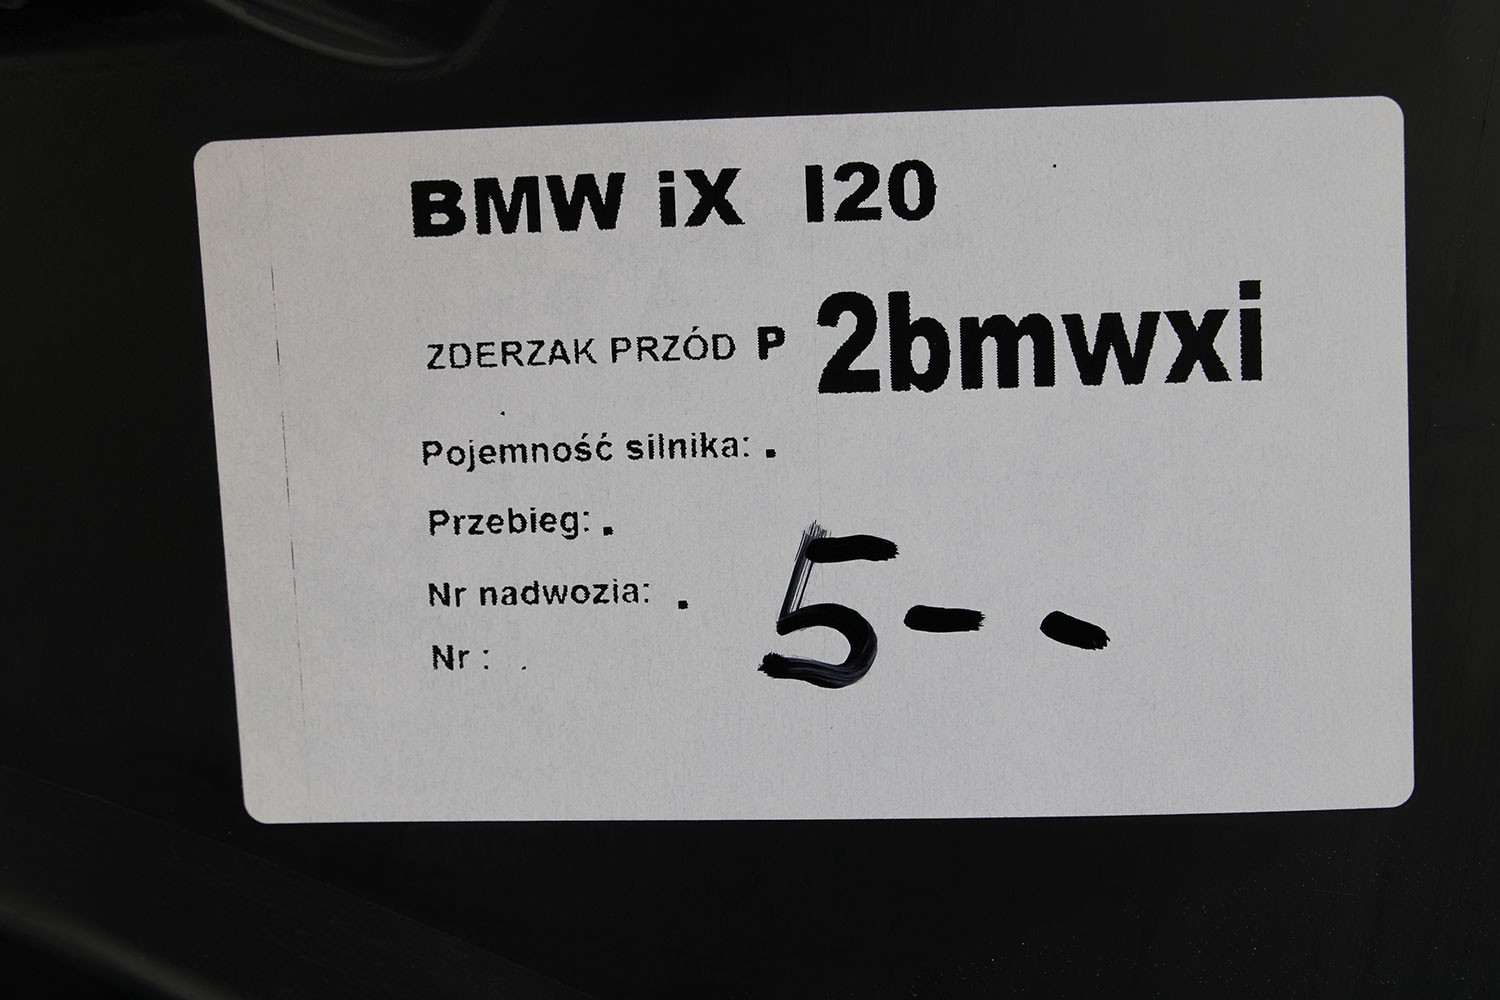 BMW iX I20
ZDERZAK PRZÓD P 2bmwxi
Pojemność silnika: .
Przebieg: .
Nr nadwozia: .
Nr : .
5 - -